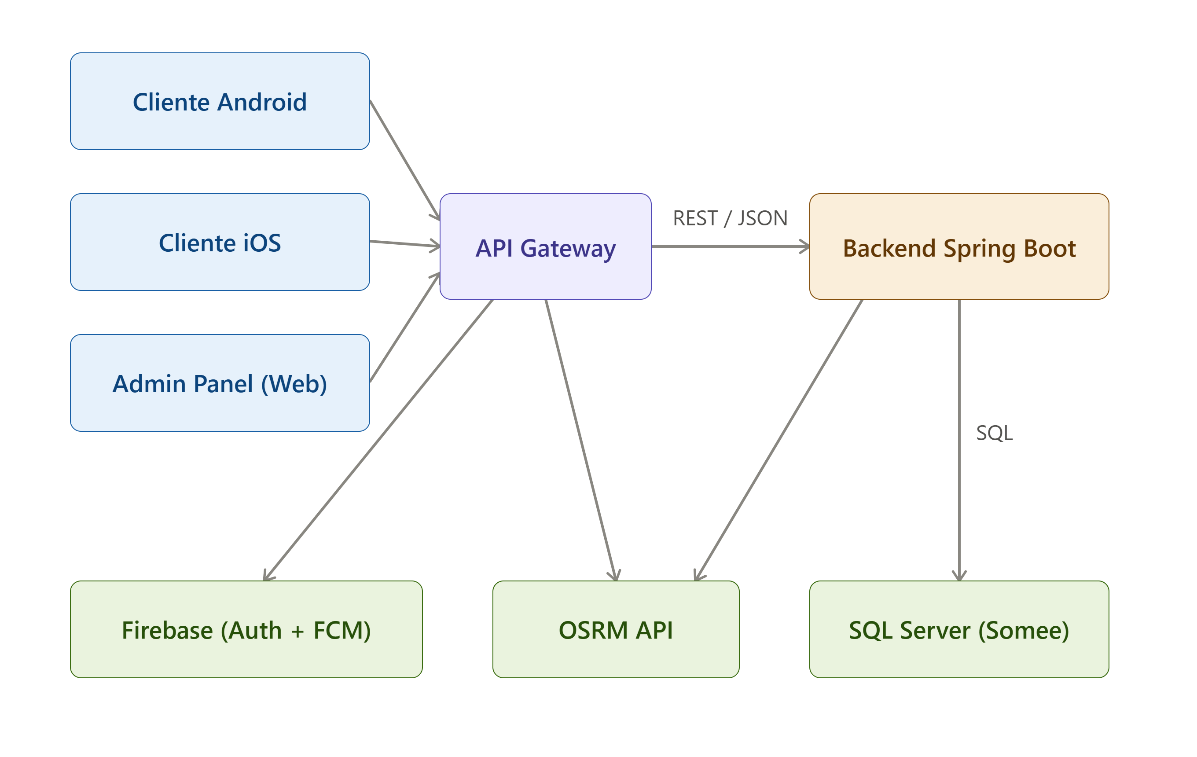 Cliente Android
Cliente iOS
Admin Panel (Web)
API Gateway
REST / JSON
Backend Spring Boot
SQL
Firebase (Auth + FCM)
OSRM API
SQL Server (Somee)